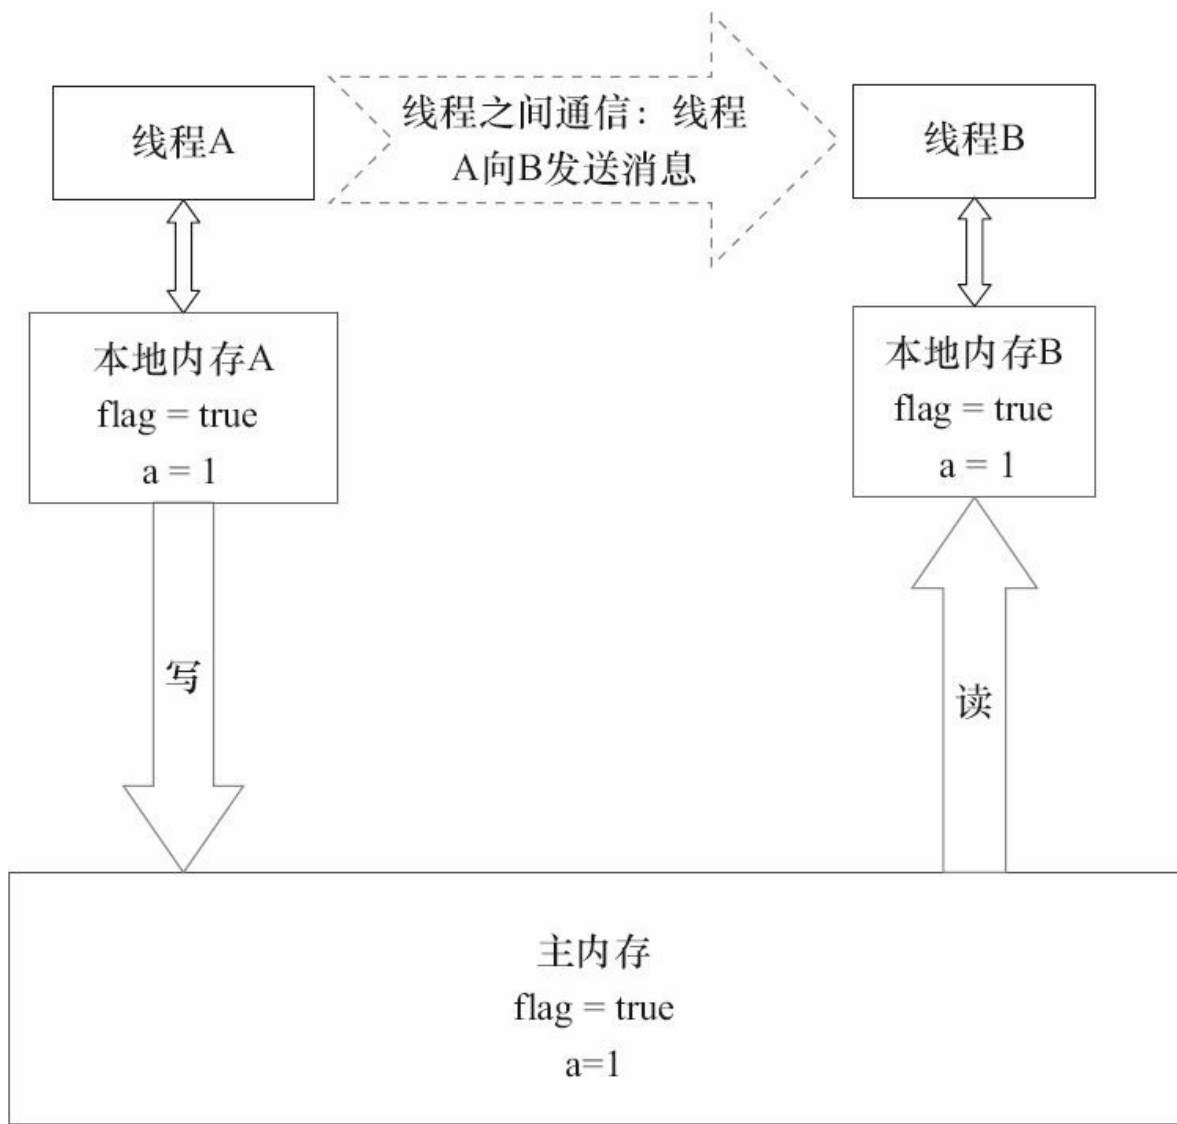 线程A
线程之间通信：线程
A向B发送消息
线程B
本地内存A
flag = true
a = 1
本地内存B
flag = true
a = 1
写
读
主内存
flag = true
a=1